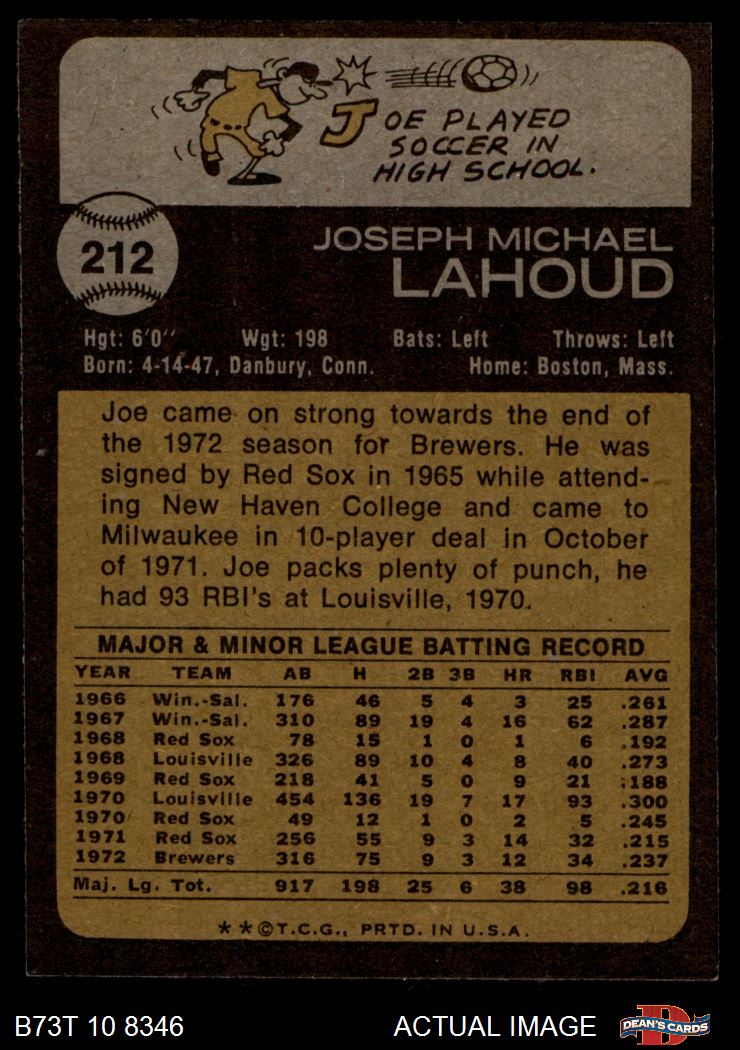 JOE PLAYED
SOCCER IN
HIGH SCHOOL.
212
JOSEPH MICHAEL
LAHOUD
Hgt: 6'0'' Wgt: 198 Bats: Left Throws: Left
Born: 4-14-47, Danbury, Conn. Home: Boston, Mass.
Joe came on strong towards the end of
the 1972 season for Brewers. He was
signed by Red Sox in 1965 while attend-
ing New Haven College and came to
Milwaukee in 10-player deal in October
of 1971. Joe packs plenty of punch, he
had 93 RBI's at Louisville, 1970.
MAJOR & MINOR LEAGUE BATTING RECORD
YEAR TEAM AB H 2B 3B HR RBI AVG
1966 Win.-Sal. 176 46 5 4 3 25 .261
1967 Win.-Sal. 310 89 19 4 16 62 .287
1968 Red Sox 78 15 1 0 1 6 .192
1968 Louisville 326 89 10 4 8 40 .273
1969 Red Sox 218 41 5 0 9 21 .188
1970 Louisville 454 136 19 7 17 93 .300
1970 Red Sox 49 12 1 0 2 5 .245
1971 Red Sox 256 55 9 3 14 32 .215
1972 Brewers 316 75 9 3 12 34 .237
Maj. Lg. Tot. 917 198 25 6 38 98 .216
**©T.C.G., PRTD. IN U.S.A.
B73T 10 8346 ACTUAL IMAGE D DEAN'S CARDS